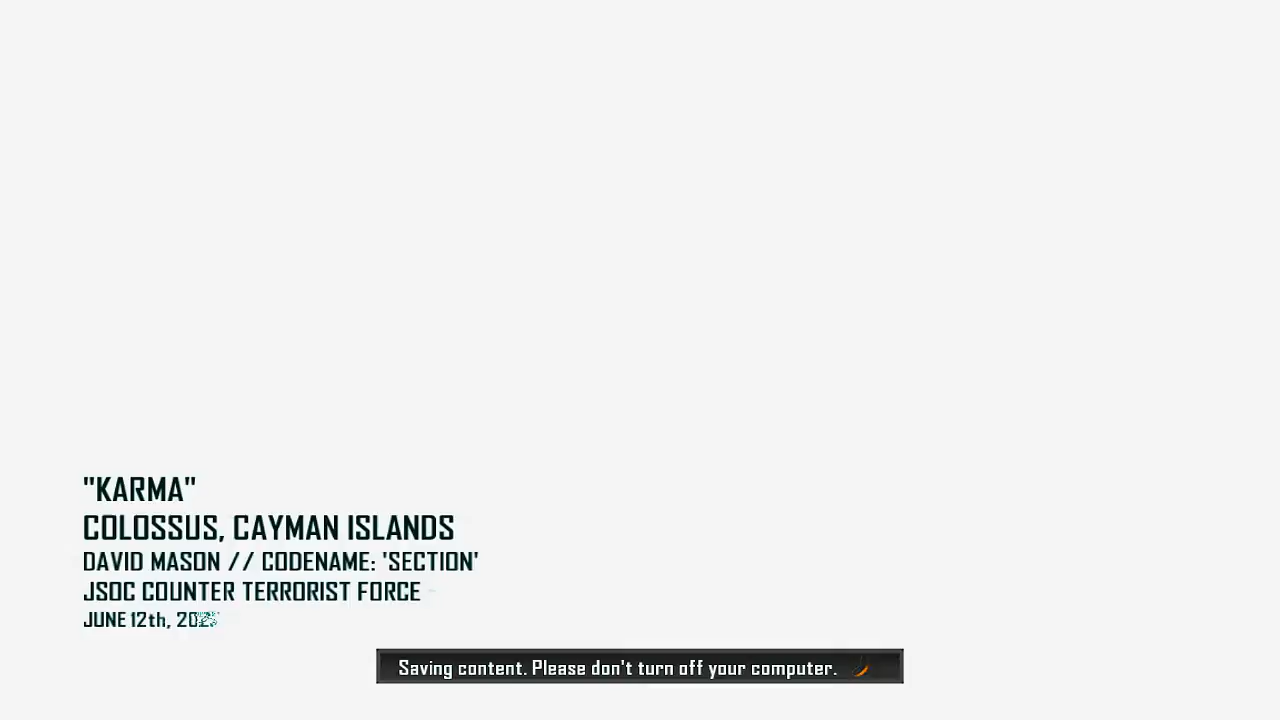 "KARMA"
COLOSSUS, CAYMAN ISLANDS
DAVID MASON // CODENAME: 'SECTION'
JSOC COUNTER TERRORIST FORCE
JUNE 12th,
Saving content. Please don't turn off your computer.